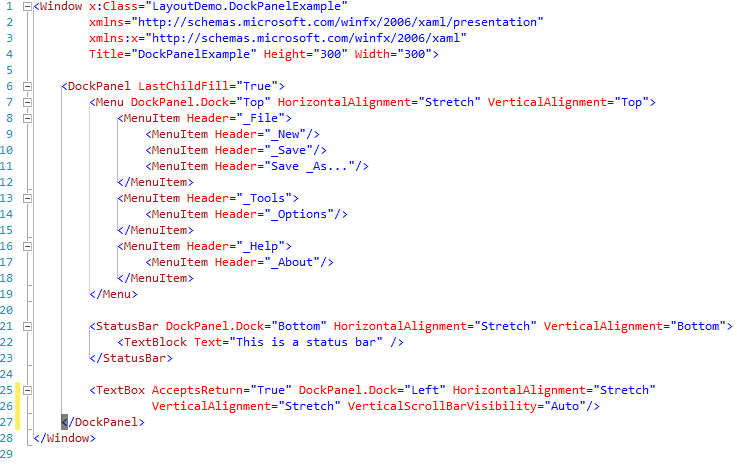 1 <Window x:Class="LayoutDemo.DockPanelExample"
2         xmlns="http://schemas.microsoft.com/winfx/2006/xaml/presentation"
3         xmlns:x="http://schemas.microsoft.com/winfx/2006/xaml"
4         Title="DockPanelExample" Height="300" Width="300">
5
6     <DockPanel LastChildFill="True">
7         <Menu DockPanel.Dock="Top" HorizontalAlignment="Stretch" VerticalAlignment="Top">
8             <MenuItem Header="_File">
9                 <MenuItem Header="_New"/>
10                 <MenuItem Header="_Save"/>
11                 <MenuItem Header="Save _As..."/>
12             </MenuItem>
13             <MenuItem Header="_Tools">
14                 <MenuItem Header="_Options"/>
15             </MenuItem>
16             <MenuItem Header="_Help">
17                 <MenuItem Header="_About"/>
18             </MenuItem>
19         </Menu>
20
21         <StatusBar DockPanel.Dock="Bottom" HorizontalAlignment="Stretch" VerticalAlignment="Bottom">
22             <TextBlock Text="This is a status bar" />
23         </StatusBar>
24
25         <TextBox AcceptsReturn="True" DockPanel.Dock="Left" HorizontalAlignment="Stretch"
26                  VerticalAlignment="Stretch" VerticalScrollBarVisibility="Auto"/>
27     </DockPanel>
28 </Window>
29